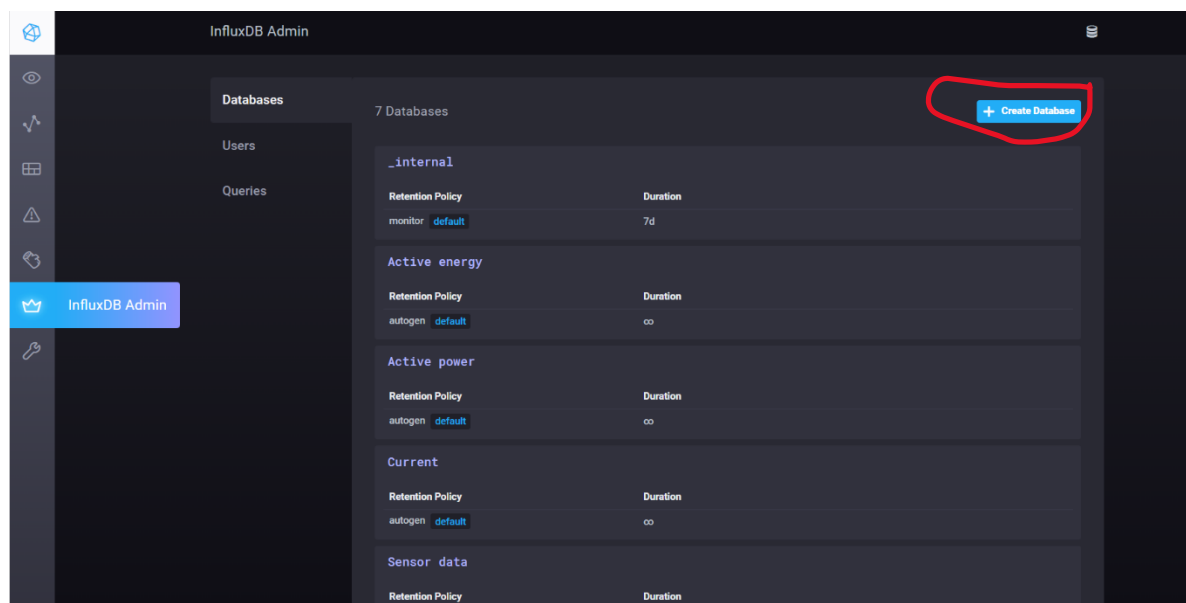 InfluxDB Admin
Databases
Users
Queries
InfluxDB Admin
7 Databases
+ Create Database
_internal
Retention Policy Duration
monitor default 7d
Active energy
Retention Policy Duration
autogen default ∞
Active power
Retention Policy Duration
autogen default ∞
Current
Retention Policy Duration
autogen default ∞
Sensor data
Retention Policy Duration